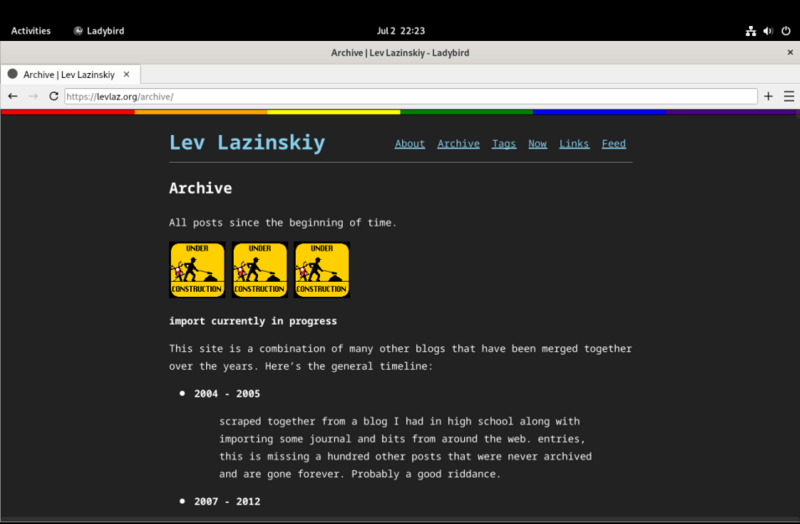 Activities Ladybird Jul 2 22:23
Archive | Lev Lazinskiy - Ladybird ×
Archive | Lev Lazinskiy ×
https://levlaz.org/archive/
Lev Lazinskiy About Archive Tags Now Links Feed
Archive
All posts since the beginning of time.
UNDER CONSTRUCTION UNDER CONSTRUCTION UNDER CONSTRUCTION
import currently in progress
This site is a combination of many other blogs that have been merged together
over the years. Here's the general timeline:
• 2004 - 2005
scraped together from a blog I had in high school along with
importing some journal and bits from around the web. entries,
this is missing a hundred other posts that were never archived
and are gone forever. Probably a good riddance.
• 2007 - 2012